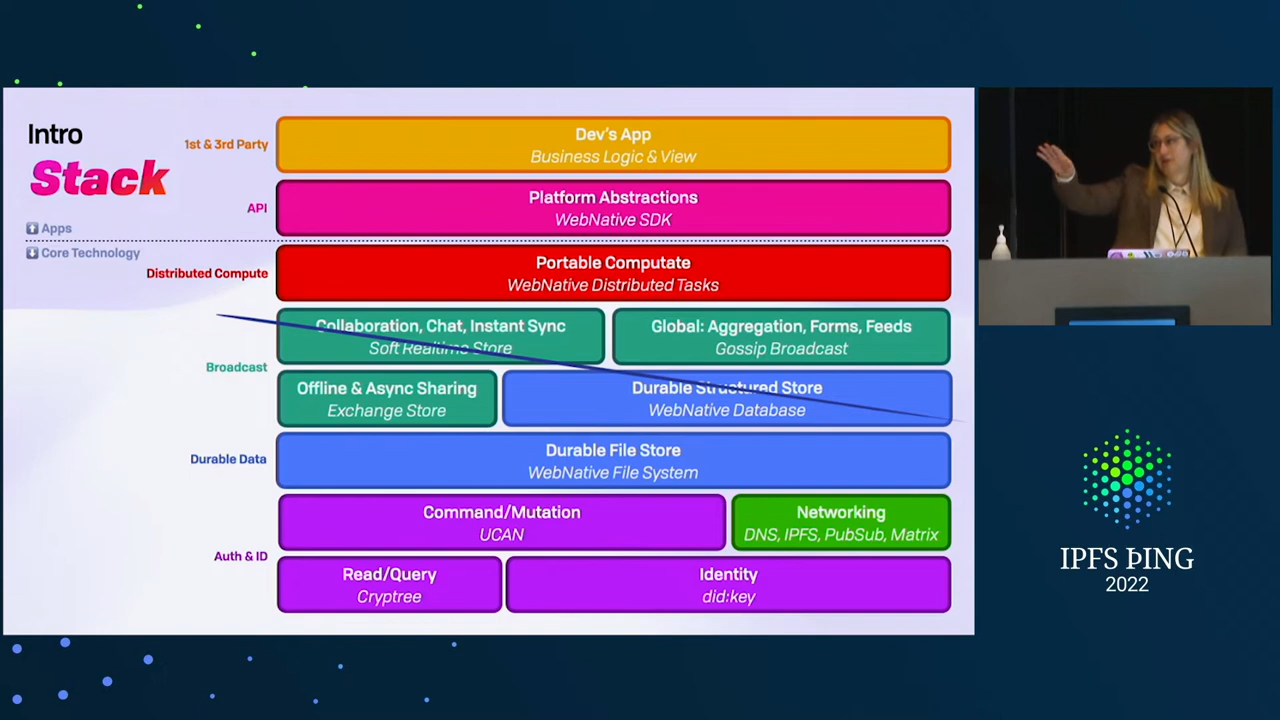 Intro
Stack
Apps
Core Technology
1st & 3rd Party
Dev's App
Business Logic & View
API
Platform Abstractions
WebNative SDK
Distributed Compute
Portable Computate
WebNative Distributed Tasks
Broadcast
Collaboration, Chat, Instant Sync
Soft Realtime Store
Global: Aggregation, Forms, Feeds
Gossip Broadcast
Offline & Async Sharing
Exchange Store
Durable Structured Store
WebNative Database
Durable Data
Durable File Store
WebNative File System
Auth & ID
Command/Mutation
UCAN
Networking
DNS, IPFS, PubSub, Matrix
Read/Query
Cryptree
Identity
did:key
IPFS ÞING
2022